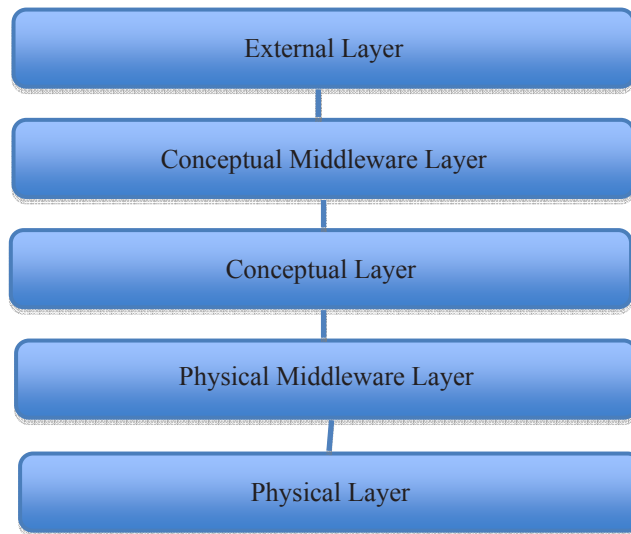 External Layer
Conceptual Middleware Layer
Conceptual Layer
Physical Middleware Layer
Physical Layer